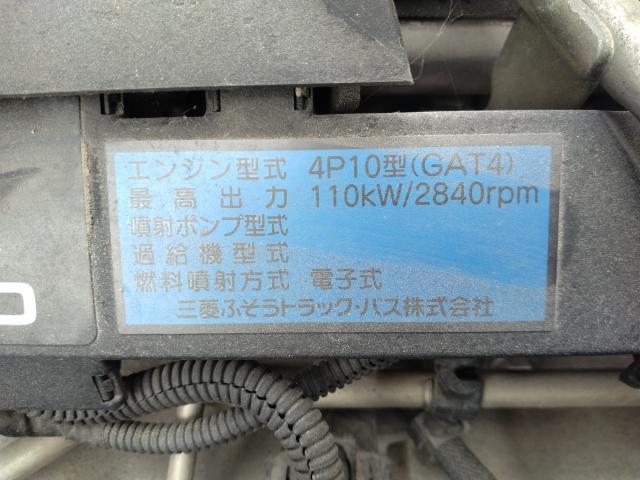 エンジン型式 4P10型(GAT4)
最高出力 110kW/2840rpm
噴射ポンプ型式
過給機型式
燃料噴射方式 電子式
三菱ふそうトラック・バス株式会社